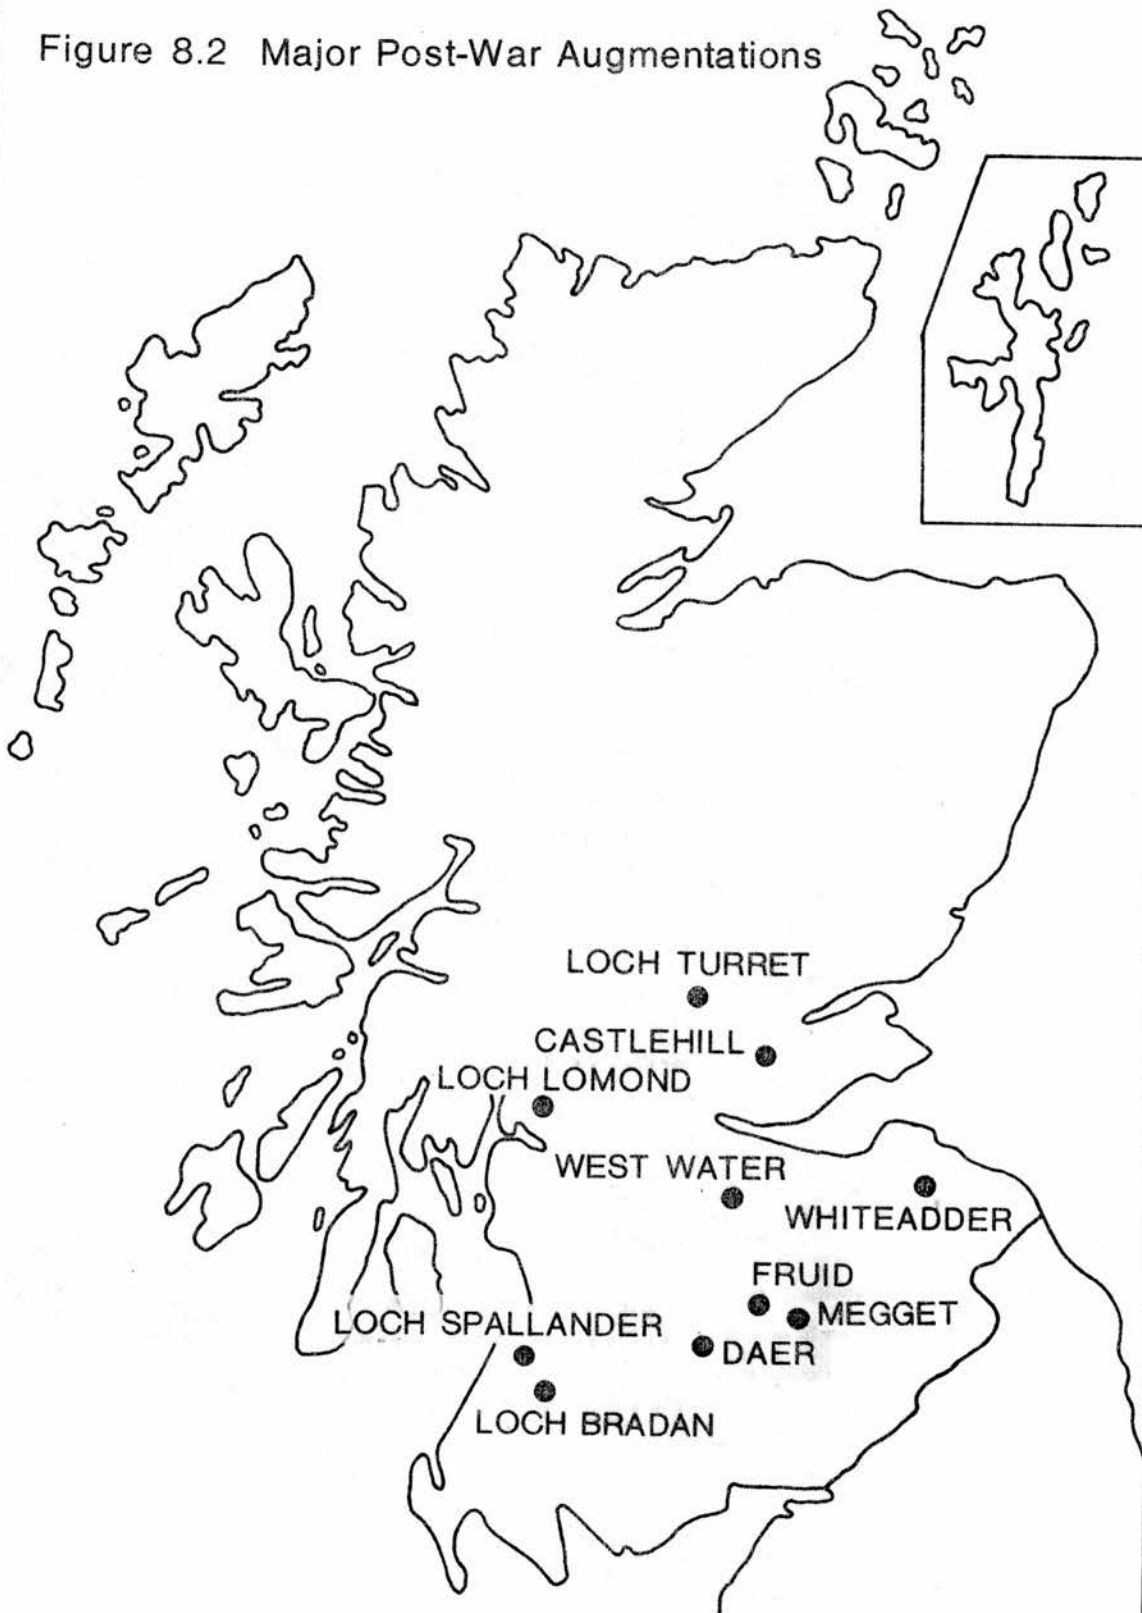 Figure 8.2 Major Post-War Augmentations
LOCH TURRET
CASTLEHILL
LOCH LOMOND
WEST WATER
WHITEADDER
FRUID
MEGGET
LOCH SPALLANDER
DAER
LOCH BRADAN